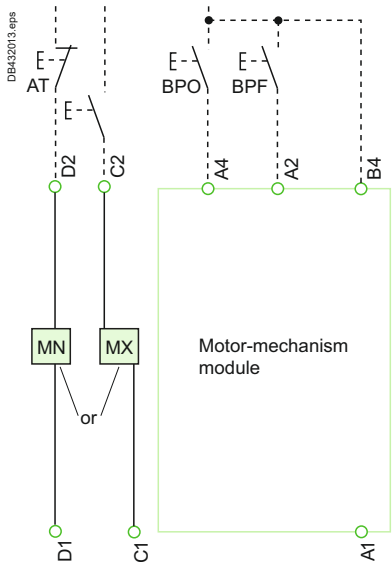 DB432013.eps
AT
BPO
BPF
D2
C2
A4
A2
B4
MN
MX
Motor-mechanism
module
or
D1
C1
A1